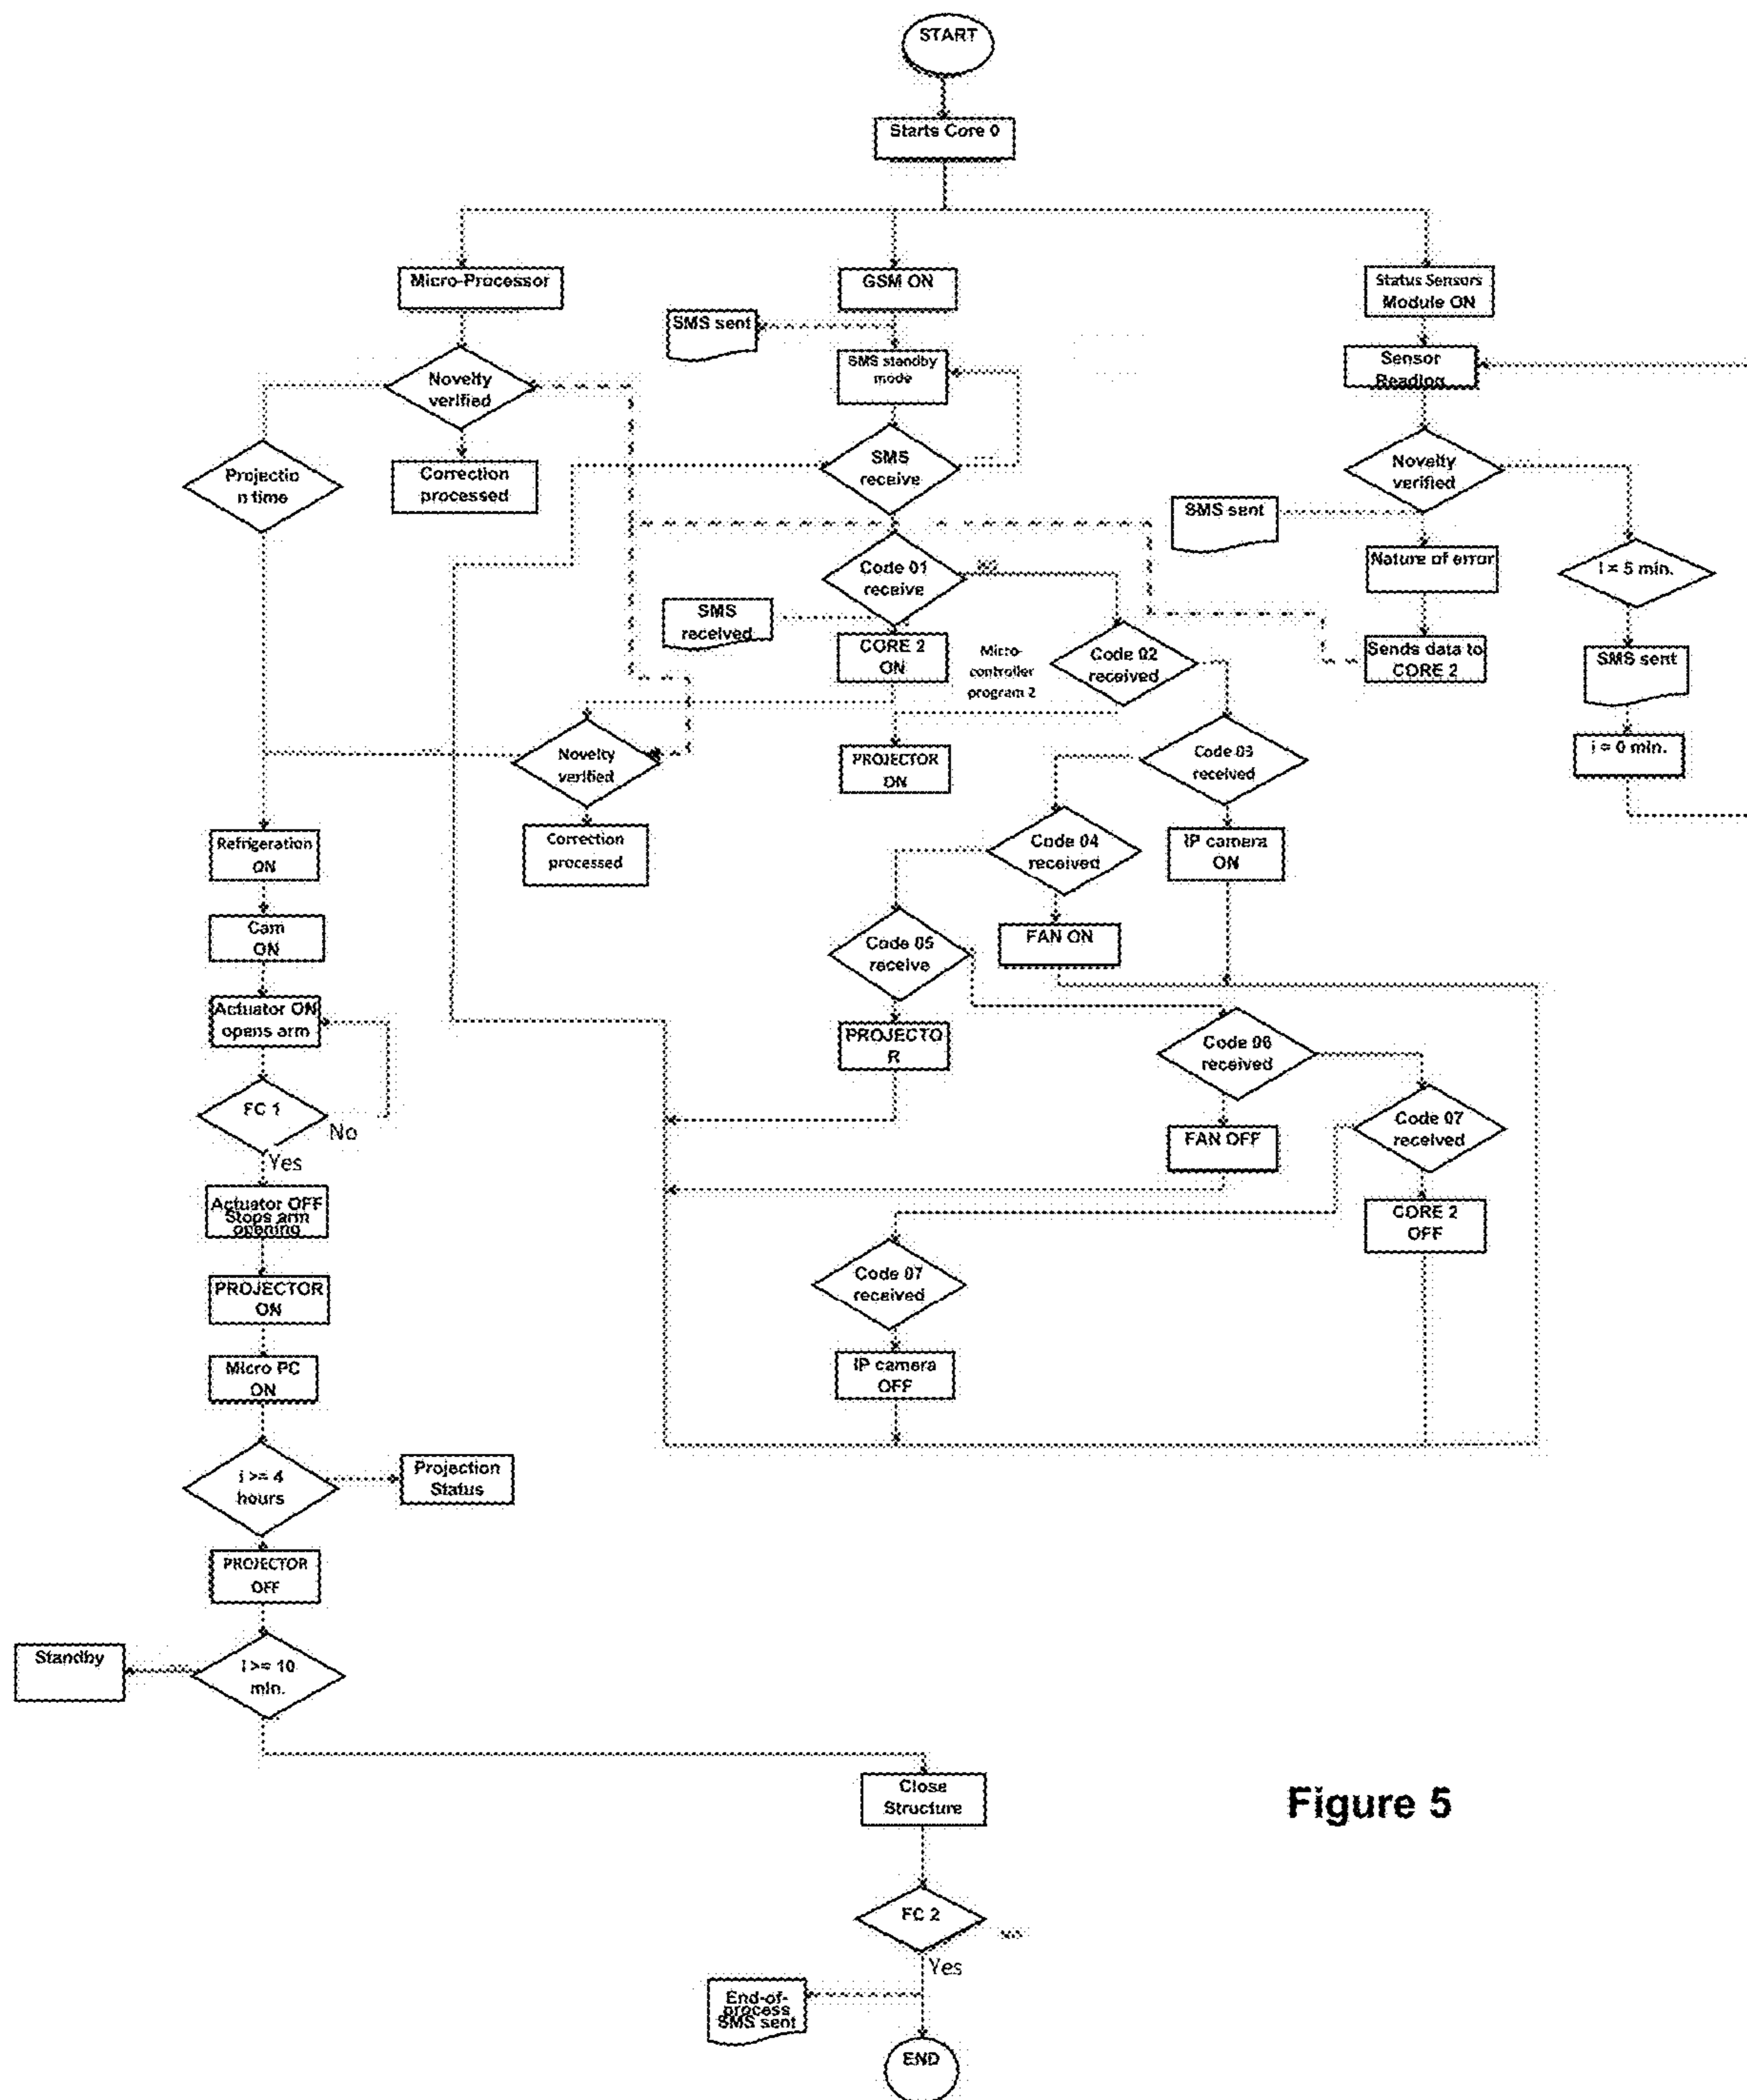 START
Starts Core 0
Micro-Processor
GSM ON
Status Sensors
Module ON
SMS sent
SMS standby
mode
Sensor
Reading
Novelty
verified
SMS
receive
Novelty
verified
Projectio
n time
Correction
processed
SMS sent
Nature of error
i = 5 min.
Code 01
receive
SMS
received
CORE 2
ON
Micro-
controller
program 2
Code 02
received
Sends data to
CORE 2
SMS sent
Novelty
verified
PROJECTOR
ON
Code 03
received
i = 0 min.
Correction
processed
Code 04
received
IP camera
ON
Refrigeration
ON
Cam
ON
Code 05
receive
FAN ON
Actuator ON
opens arm
PROJECTO
R
Code 06
received
FC 1
No
Yes
FAN OFF
Code 07
received
Actuator OFF
Stops arm
opening
CORE 2
OFF
PROJECTOR
ON
Code 07
received
Micro PC
ON
IP camera
OFF
i >= 4
hours
Projection
Status
PROJECTOR
OFF
Standby
i >= 10
min.
Close
Structure
Figure 5
FC 2
Yes
End-of-
process
SMS sent
END